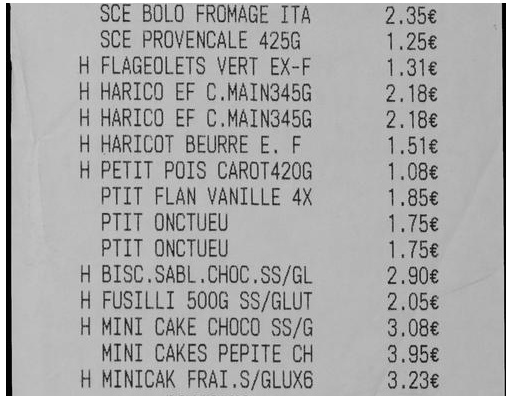 SCE BOLO FROMAGE ITA 2.35€
SCE PROVENCALE 425G 1.25€
H FLAGEOLETS VERT EX-F 1.31€
H HARICO EF C.MAIN345G 2.18€
H HARICO EF C.MAIN345G 2.18€
H HARICOT BEURRE E. F 1.51€
H PETIT POIS CAROT420G 1.08€
PTIT FLAN VANILLE 4X 1.85€
PTIT ONCTUEU 1.75€
PTIT ONCTUEU 1.75€
H BISC.SABL.CHOC.SS/GL 2.90€
H FUSILLI 500G SS/GLUT 2.05€
H MINI CAKE CHOCO SS/G 3.08€
MINI CAKES PEPITE CH 3.95€
H MINICAK FRAI.S/GLUX6 3.23€